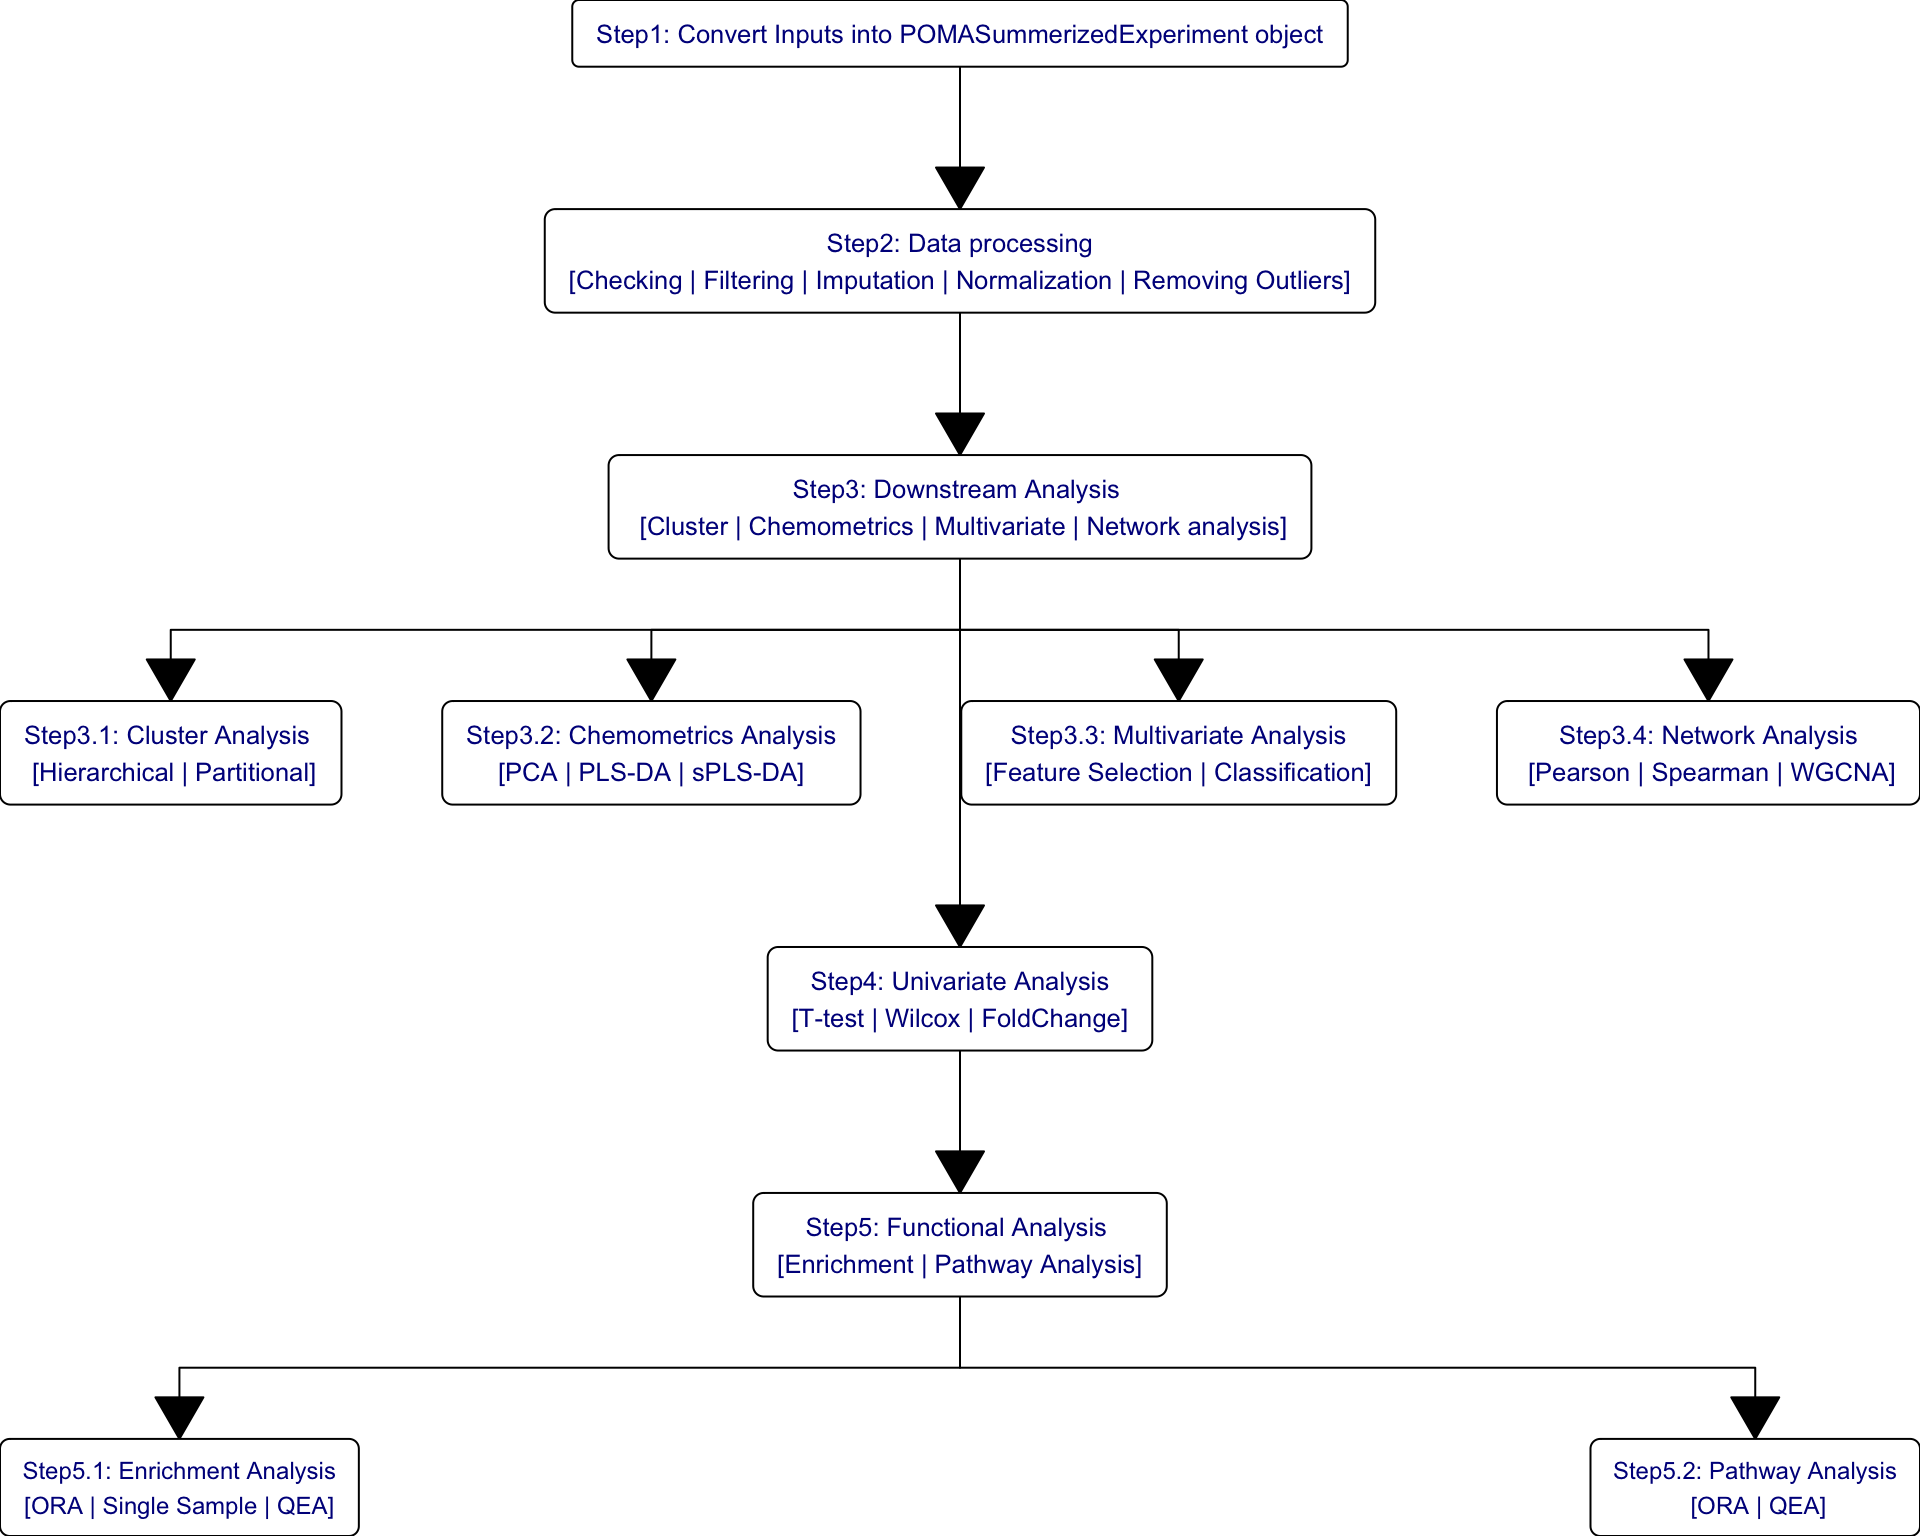 Step1: Convert Inputs into POMASummerizedExperiment object
Step2: Data processing
[Checking | Filtering | Imputation | Normalization | Removing Outliers]
Step3: Downstream Analysis
[Cluster | Chemometrics | Multivariate | Network analysis]
Step3.1: Cluster Analysis
[Hierarchical | Partitional]
Step3.2: Chemometrics Analysis
[PCA | PLS-DA | sPLS-DA]
Step3.3: Multivariate Analysis
[Feature Selection | Classification]
Step3.4: Network Analysis
[Pearson | Spearman | WGCNA]
Step4: Univariate Analysis
[T-test | Wilcox | FoldChange]
Step5: Functional Analysis
[Enrichment | Pathway Analysis]
Step5.1: Enrichment Analysis
[ORA | Single Sample | QEA]
Step5.2: Pathway Analysis
[ORA | QEA]